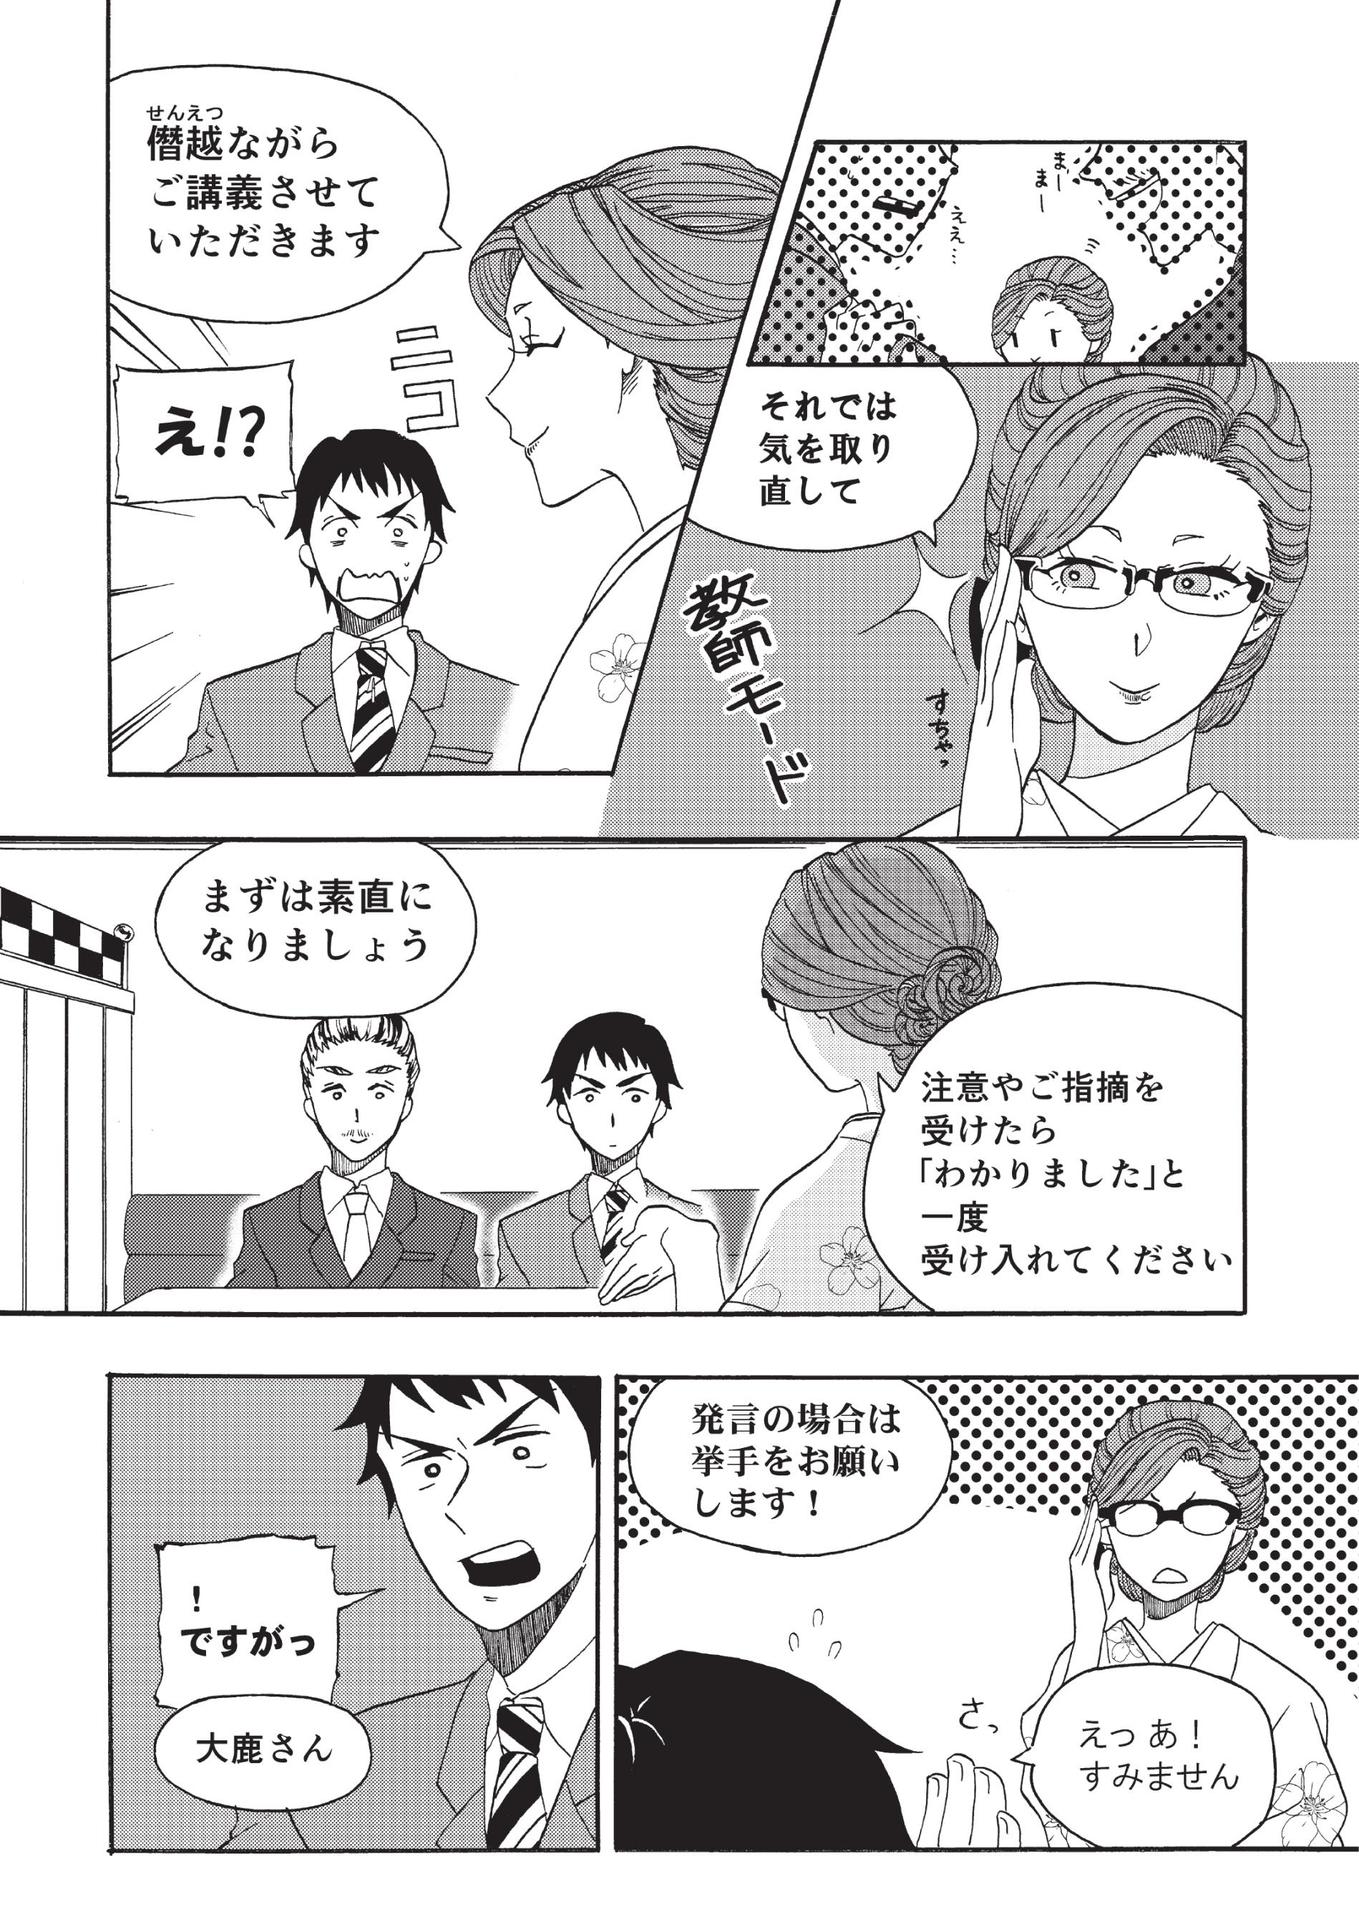 せんえつ
僭越ながら
ご講義させて
いただきます
ニコ
え!?
まー
まー
ええ…
それでは
気を取り
直して
教師モード
すちゃっ
まずは素直に
なりましょう
注意やご指摘を
受けたら
「わかりました」と
一度
受け入れてください
！
ですがっ
大鹿さん
発言の場合は
挙手をお願い
します！
さっ
えっ あ！
すみません